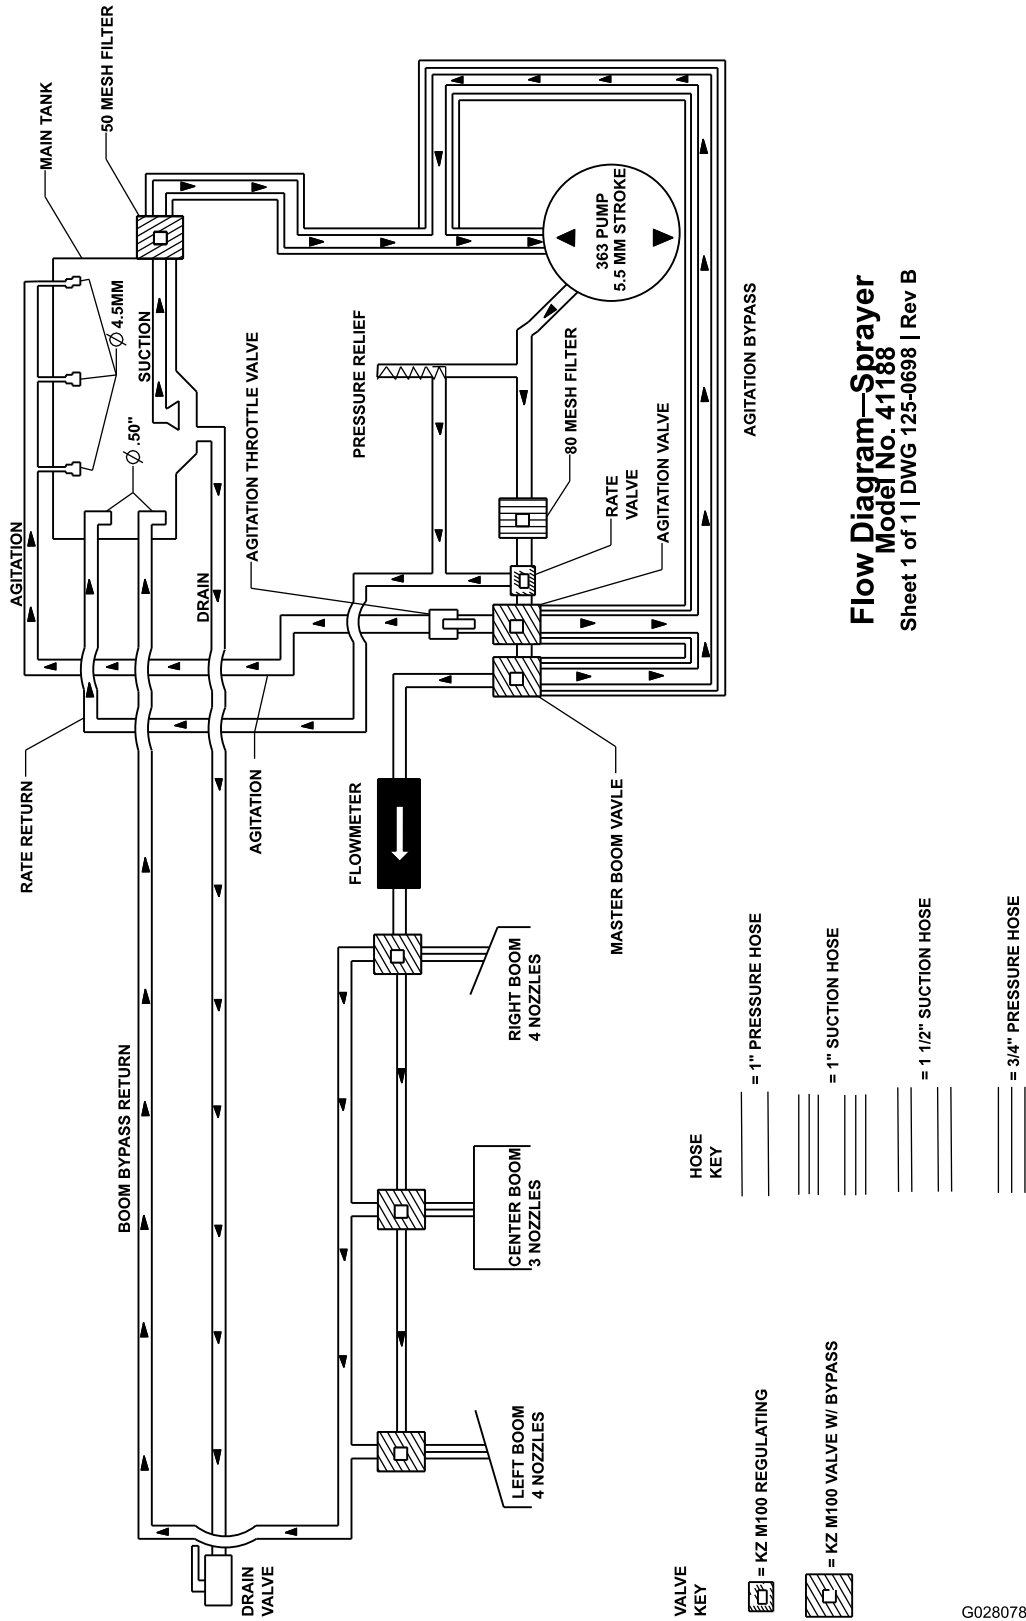 50 MESH FILTER
MAIN TANK
⌀ 4.5MM
SUCTION
⌀ .50"
AGITATION
DRAIN
AGITATION THROTTLE VALVE
PRESSURE RELIEF
363 PUMP
5.5 MM STROKE
80 MESH FILTER
RATE
VALVE
AGITATION VALVE
AGITATION BYPASS
RATE RETURN
AGITATION
FLOWMETER
MASTER BOOM VAVLE
BOOM BYPASS RETURN
RIGHT BOOM
4 NOZZLES
CENTER BOOM
3 NOZZLES
LEFT BOOM
4 NOZZLES
DRAIN
VALVE
VALVE
KEY
= KZ M100 REGULATING
= KZ M100 VALVE W/ BYPASS
HOSE
KEY
= 1" PRESSURE HOSE
= 1" SUCTION HOSE
= 1 1/2" SUCTION HOSE
= 3/4" PRESSURE HOSE
Flow Diagram—Sprayer
Model No. 41188
Sheet 1 of 1 | DWG 125-0698 | Rev B
G028078